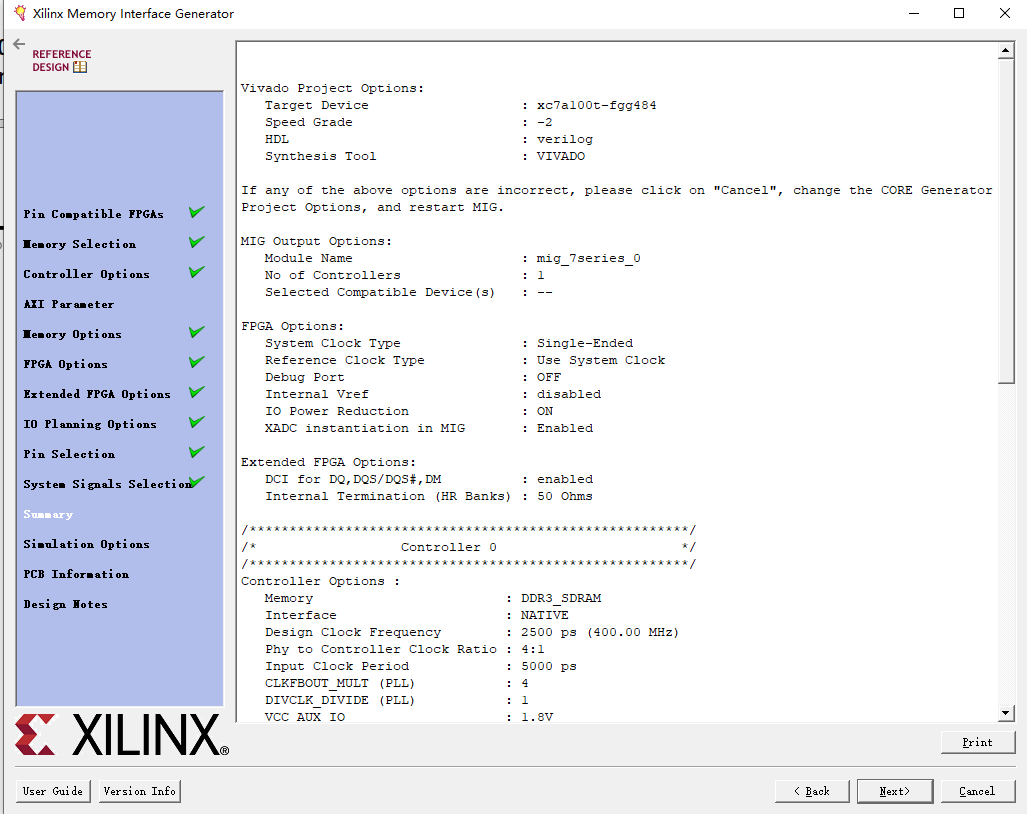 Xilinx Memory Interface Generator
REFERENCE
DESIGN
Pin Compatible FPGAs
Memory Selection
Controller Options
AXI Parameter
Memory Options
FPGA Options
Extended FPGA Options
IO Planning Options
Pin Selection
System Signals Selection
Summary
Simulation Options
PCB Information
Design Notes
XILINX®
Vivado Project Options:
Target Device : xc7a100t-fgg484
Speed Grade : -2
HDL : verilog
Synthesis Tool : VIVADO
If any of the above options are incorrect, please click on "Cancel", change the CORE Generator
Project Options, and restart MIG.
MIG Output Options:
Module Name : mig_7series_0
No of Controllers : 1
Selected Compatible Device(s) : --
FPGA Options:
System Clock Type : Single-Ended
Reference Clock Type : Use System Clock
Debug Port : OFF
Internal Vref : disabled
IO Power Reduction : ON
XADC instantiation in MIG : Enabled
Extended FPGA Options:
DCI for DQ,DQS/DQS#,DM : enabled
Internal Termination (HR Banks) : 50 Ohms
/*******************************************************/
/* Controller 0 */
/*******************************************************/
Controller Options :
Memory : DDR3_SDRAM
Interface : NATIVE
Design Clock Frequency : 2500 ps (400.00 MHz)
Phy to Controller Clock Ratio : 4:1
Input Clock Period : 5000 ps
CLKFBOUT_MULT (PLL) : 4
DIVCLK_DIVIDE (PLL) : 1
VCC_AUX IO : 1.8V
Print
User Guide
Version Info
< Back
Next>
Cancel